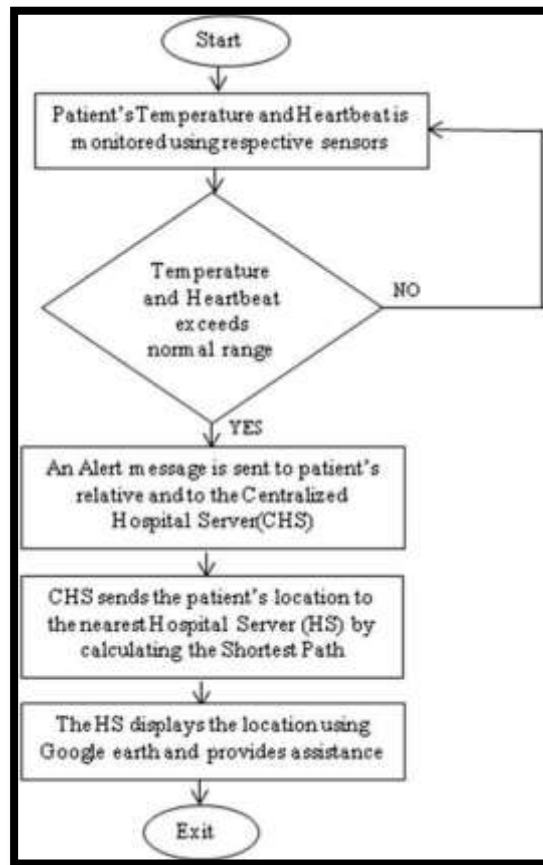 Start
Patient's Temperature and Heartbeat is
monitored using respective sensors
Temperature
and Heartbeat
exceeds
normal range
NO
YES
An Alert message is sent to patient's
relative and to the Centralized
Hospital Server(CHS)
CHS sends the patient's location to
the nearest Hospital Server (HS) by
calculating the Shortest Path
The HS displays the location using
Google earth and provides assistance
Exit